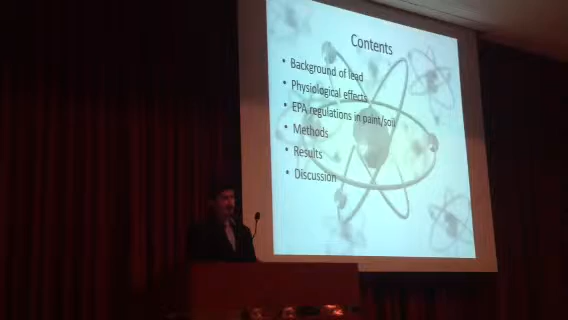 Contents
• Background of lead
• Physiological effects
• EPA regulations in paint/soil
• Methods
• Results
• Discussion